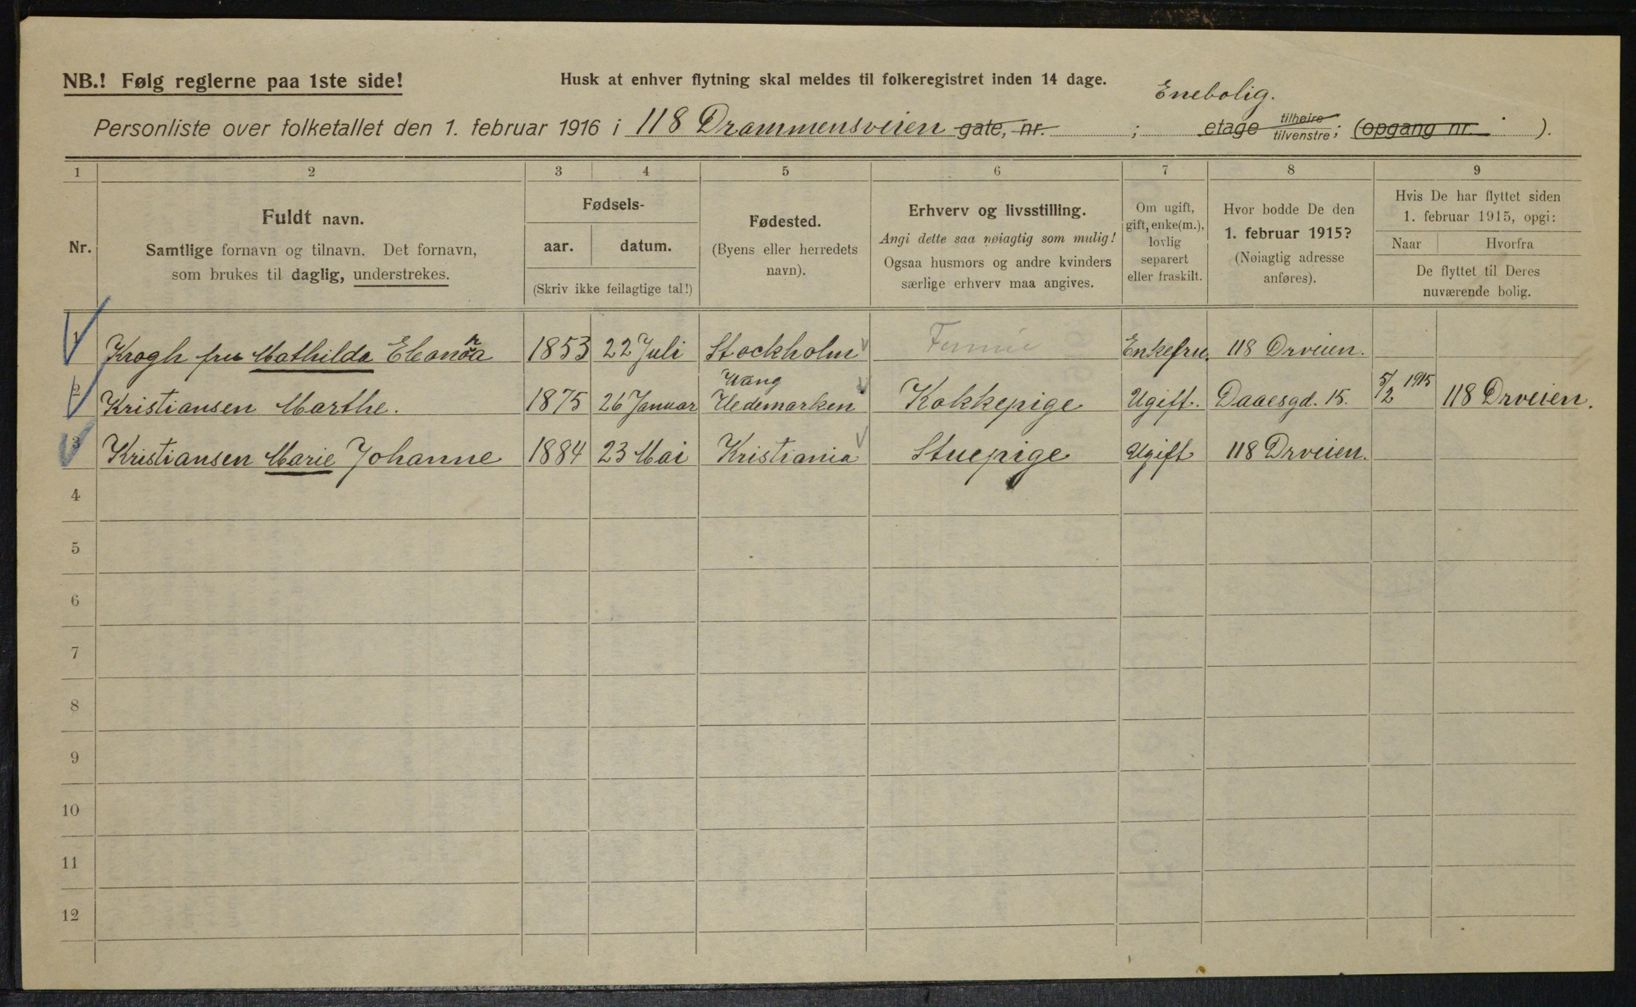 NB.! Følg reglerne paa 1ste side!
Husk at enhver flytning skal meldes til folkeregistret inden 14 dage.
Enebolig.
Personliste over folketallet den 1. februar 1916 i 118 Drammensveien gate, nr. ; etage tilhøire tilvenstre; (opgang nr. ).
1 2 3 4 5 6 7 8 9
Nr.
Fuldt navn.
Samtlige fornavn og tilnavn. Det fornavn,
som brukes til daglig, understrekes.
Fødsels-
aar. datum.
(Skriv ikke feilagtige tal!)
Fødested.
(Byens eller herredets
navn).
Erhverv og livsstilling.
Angi dette saa nøiagtig som mulig!
Ogsaa husmors og andre kvinders
særlige erhverv maa angives.
Om ugift,
gift, enke(m.),
lovlig
separert
eller fraskilt.
Hvor bodde De den
1. februar 1915?
(Nøiagtig adresse
anføres).
Hvis De har flyttet siden
1. februar 1915, opgi:
Naar Hvorfra
De flyttet til Deres
nuværende bolig.
1 Krogh fru Mathilda Eleonora 1853 22 Juli Stockholm Enkefru. 118 Drveien.
Vang
2 Kristiansen Marthe. 1875 26 Januar Hedemarken Kokkepige Ugift. Daaesgd. 15. 5/2 1915 118 Drveien.
3 Kristiansen Marie Johanne 1884 23 Mai Kristiania Stuepige Ugift 118 Drveien.
4
5
6
7
8
9
10
11
12